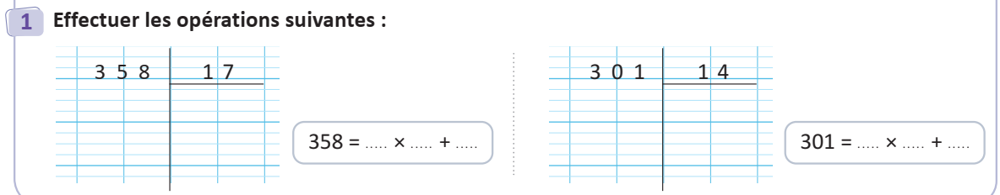 1 Effectuer les opérations suivantes :
3 5 8 1 7
358 = ..... × ..... + .....
3 0 1 1 4
301 = ..... × ..... + .....